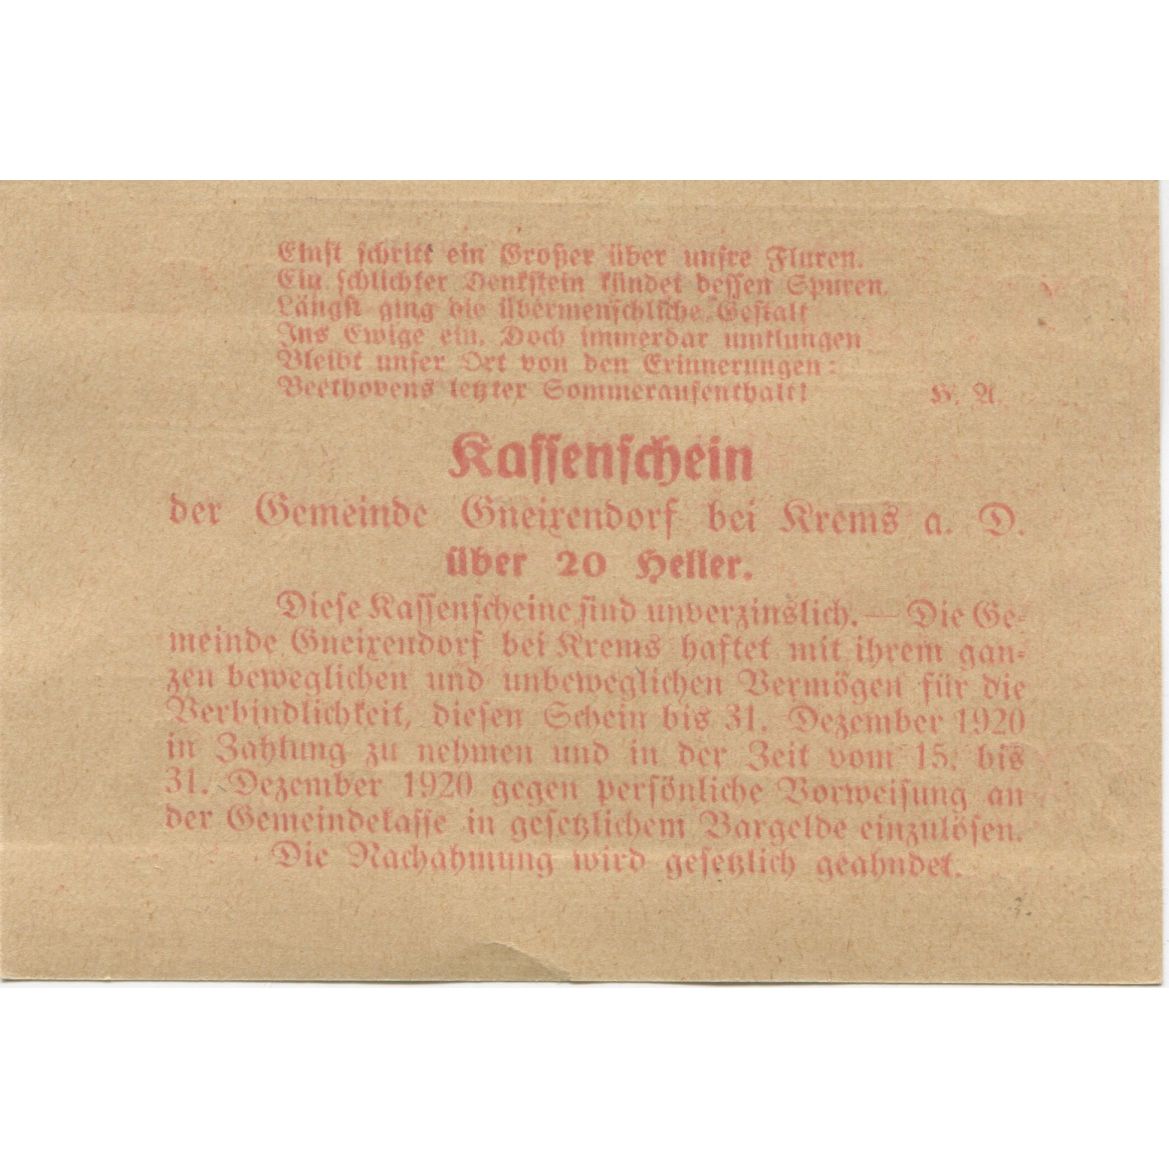 Einst schritt ein Großer über unsre Fluren.
Ein schlichter Denkstein kündet dessen Spuren.
Längst ging die übermenschliche Gestalt
Ins Ewige ein. Doch immerdar umklungen
Bleibt unser Ort von den Erinnerungen:
Beethovens letzter Sommeraufenthalt! H. A.
Kassenschein
der Gemeinde Gneixendorf bei Krems a. D.
über 20 Heller.
Diese Kassenscheine sind unverzinslich. — Die Ge-
meinde Gneixendorf bei Krems haftet mit ihrem gan-
zen beweglichen und unbeweglichen Vermögen für die
Verbindlichkeit, diesen Schein bis 31. Dezember 1920
in Zahlung zu nehmen und in der Zeit vom 15. bis
31. Dezember 1920 gegen persönliche Vorweisung an
der Gemeindekasse in gesetzlichem Bargelde einzulösen.
Die Nachahmung wird gesetzlich geahndet.